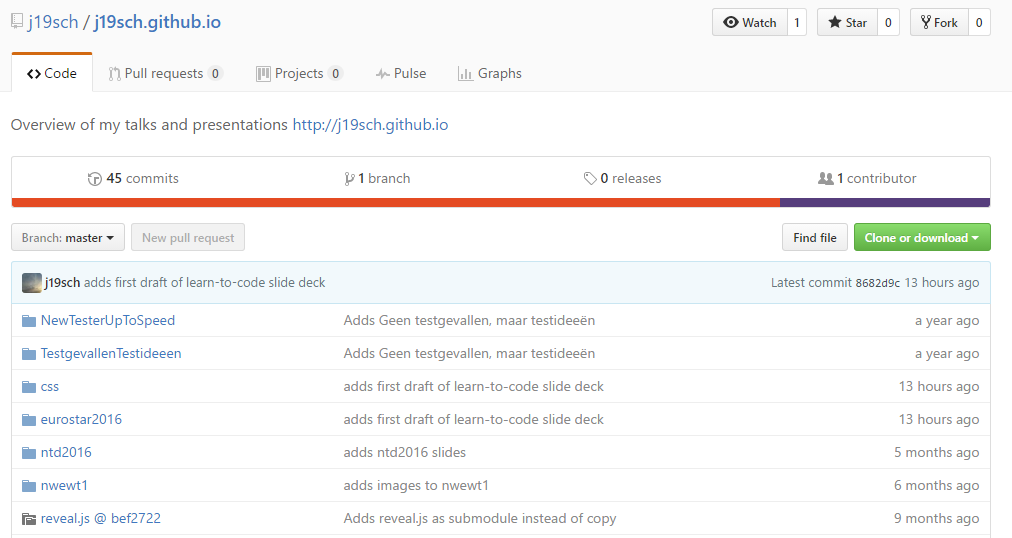 j19sch / j19sch.github.io Watch 1 Star 0 Fork 0
Code Pull requests 0 Projects 0 Pulse Graphs
Overview of my talks and presentations http://j19sch.github.io
45 commits 1 branch 0 releases 1 contributor
Branch: master New pull request Find file Clone or download
j19sch adds first draft of learn-to-code slide deck Latest commit 8682d9c 13 hours ago
NewTesterUpToSpeed Adds Geen testgevallen, maar testideeën a year ago
TestgevallenTestideeen Adds Geen testgevallen, maar testideeën a year ago
css adds first draft of learn-to-code slide deck 13 hours ago
eurostar2016 adds first draft of learn-to-code slide deck 13 hours ago
ntd2016 adds ntd2016 slides 5 months ago
nwewt1 adds images to nwewt1 6 months ago
reveal.js @ bef2722 Adds reveal.js as submodule instead of copy 9 months ago